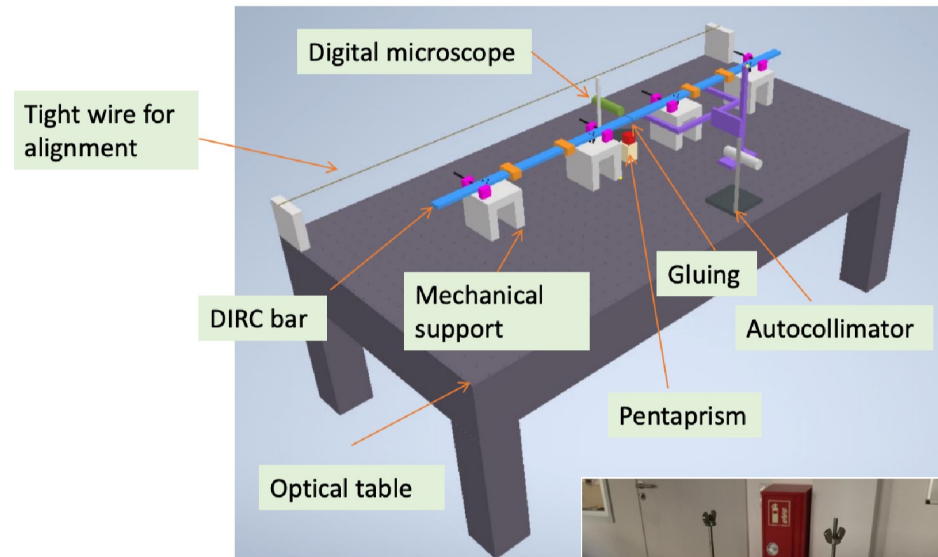 Digital microscope
Tight wire for
alignment
DIRC bar
Mechanical
support
Gluing
Autocollimator
Pentaprism
Optical table